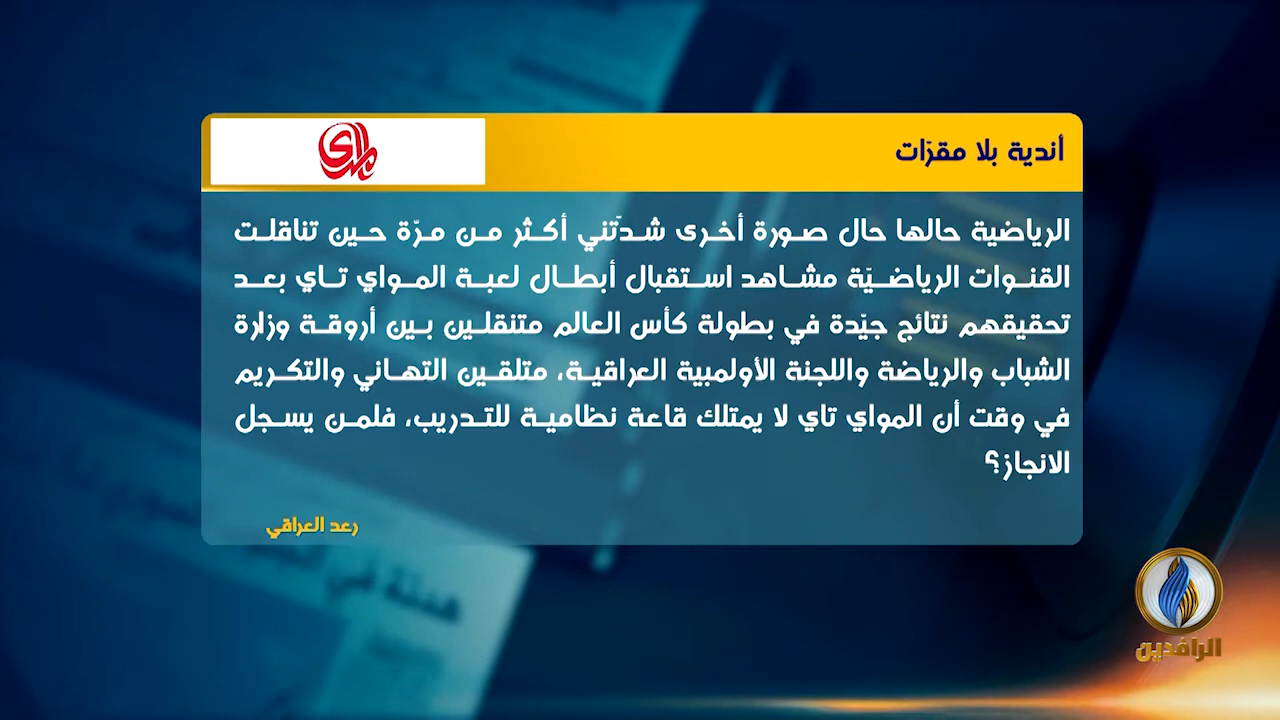 أندية بلا مقرّات
المدى
الرياضية حالها حال صورة أخرى شدّتني أكثر من مرّة حين تناقلت
القنوات الرياضيّة مشاهد استقبال أبطال لعبة المواي تاي بعد
تحقيقهم نتائج جيّدة في بطولة كأس العالم متنقلين بين أروقة وزارة
الشباب والرياضة واللجنة الأولمبية العراقية، متلقين التهاني والتكريم
في وقت أن المواي تاي لا يمتلك قاعة نظامية للتدريب، فلمن يسجل
الانجاز؟
رعد العراقي
الرافدين